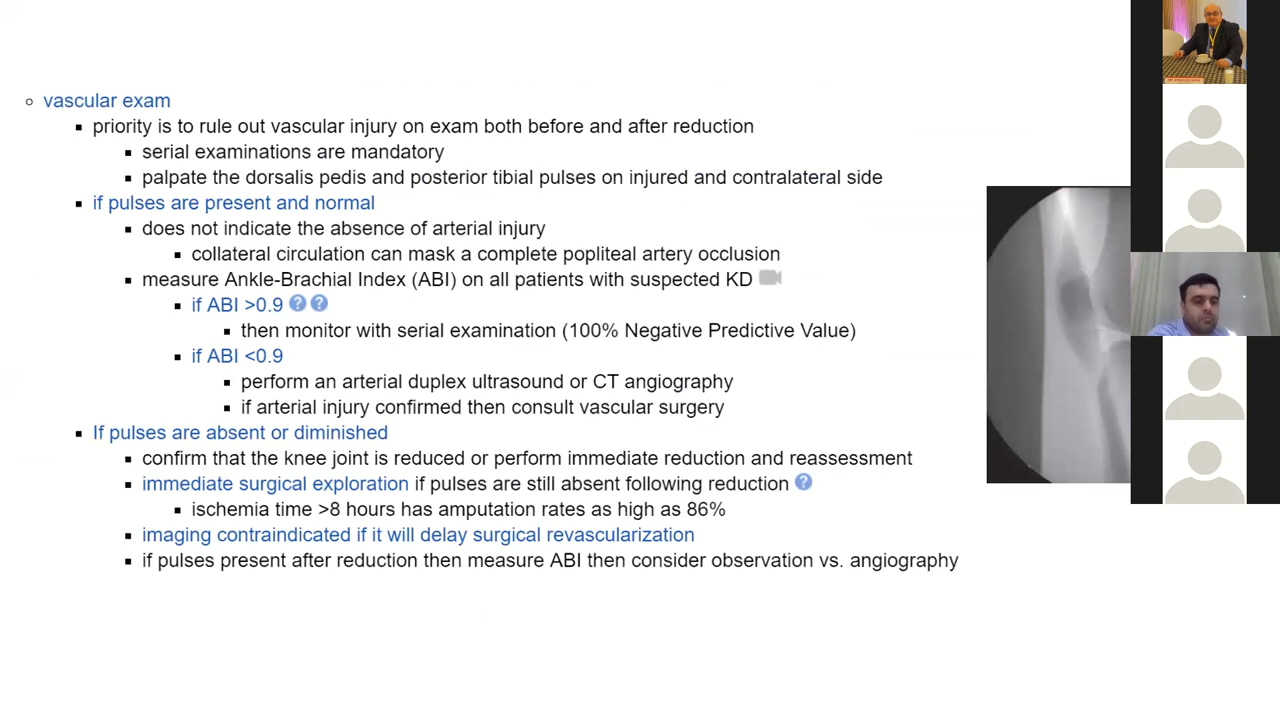 vascular exam
priority is to rule out vascular injury on exam both before and after reduction
serial examinations are mandatory
palpate the dorsalis pedis and posterior tibial pulses on injured and contralateral side
if pulses are present and normal
does not indicate the absence of arterial injury
collateral circulation can mask a complete popliteal artery occlusion
measure Ankle-Brachial Index (ABI) on all patients with suspected KD
if ABI >0.9
then monitor with serial examination (100% Negative Predictive Value)
if ABI <0.9
perform an arterial duplex ultrasound or CT angiography
if arterial injury confirmed then consult vascular surgery
If pulses are absent or diminished
confirm that the knee joint is reduced or perform immediate reduction and reassessment
immediate surgical exploration if pulses are still absent following reduction
ischemia time >8 hours has amputation rates as high as 86%
imaging contraindicated if it will delay surgical revascularization
if pulses present after reduction then measure ABI then consider observation vs. angiography